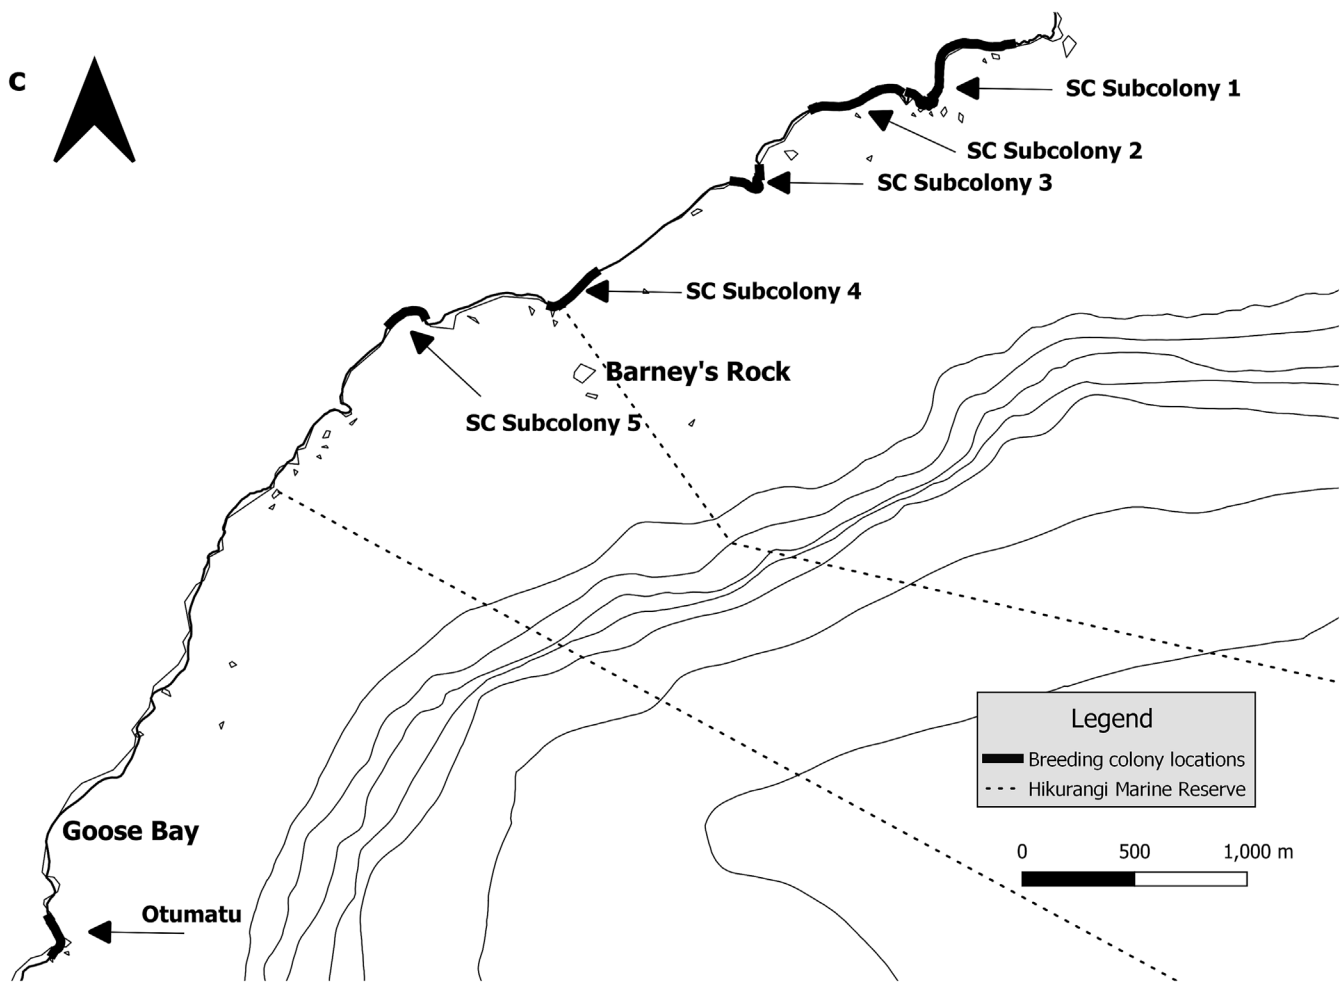 c
SC Subcolony 1
SC Subcolony 2
SC Subcolony 3
SC Subcolony 4
Barney's Rock
SC Subcolony 5
Legend
Breeding colony locations
Hikurangi Marine Reserve
Goose Bay
0 500 1,000 m
Otumatu